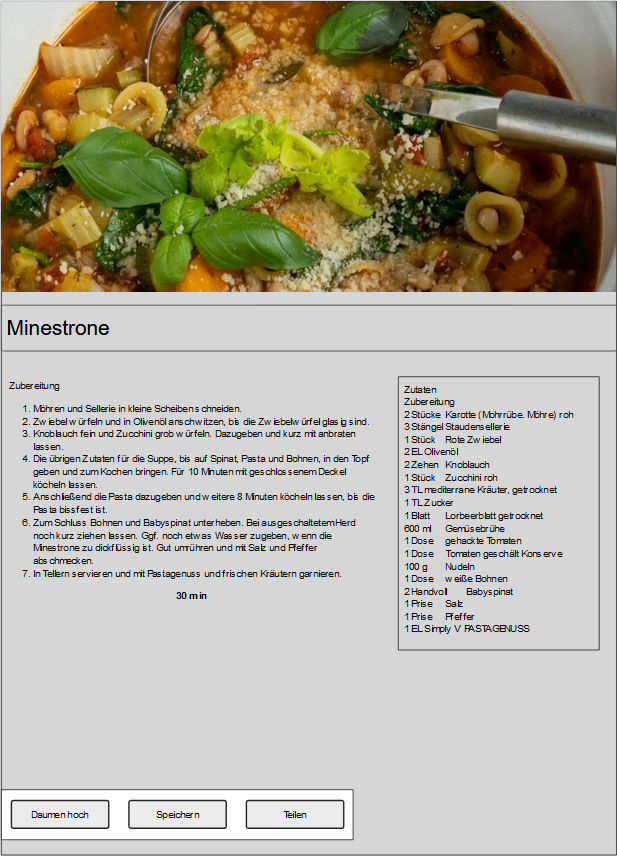 Minestrone
Zubereitung
1. Möhren und Sellerie in kleine Scheiben schneiden.
2. Zwiebel würfeln und in Olivenöl anschwitzen, bis die Zwiebelwürfel glasig sind.
3. Knoblauch fein und Zucchini grob würfeln. Dazugeben und kurz mit anbraten
lassen.
4. Die übrigen Zutaten für die Suppe, bis auf Spinat, Pasta und Bohnen, in den Topf
geben und zum Kochen bringen. Für 10 Minuten mit geschlossenem Deckel
köcheln lassen.
5. Anschließend die Pasta dazugeben und weitere 8 Minuten köcheln lassen, bis die
Pasta bissfest ist.
6. Zum Schluss Bohnen und Babyspinat unterheben. Bei ausgeschaltetem Herd
noch kurz ziehen lassen. Ggf. noch etwas Wasser zugeben, wenn die
Minestrone zu dickflüssig ist. Gut umrühren und mit Salz und Pfeffer
abschmecken.
7. In Tellern servieren und mit Pastagenuss und frischen Kräutern garnieren.
30 min
Zutaten
Zubereitung
2 Stücke Karotte (Mohrrübe, Möhre) roh
3 Stängel Staudensellerie
1 Stück Rote Zwiebel
2 EL Olivenöl
2 Zehen Knoblauch
1 Stück Zucchini roh
3 TL mediterrane Kräuter, getrocknet
1 TL Zucker
1 Blatt Lorbeerblatt getrocknet
600 ml Gemüsebrühe
1 Dose gehackte Tomaten
1 Dose Tomaten geschält Konserve
100 g Nudeln
1 Dose weiße Bohnen
2 Handvoll Babyspinat
1 Prise Salz
1 Prise Pfeffer
1 EL Simply V PASTAGENUSS
Daumen hoch
Speichern
Teilen